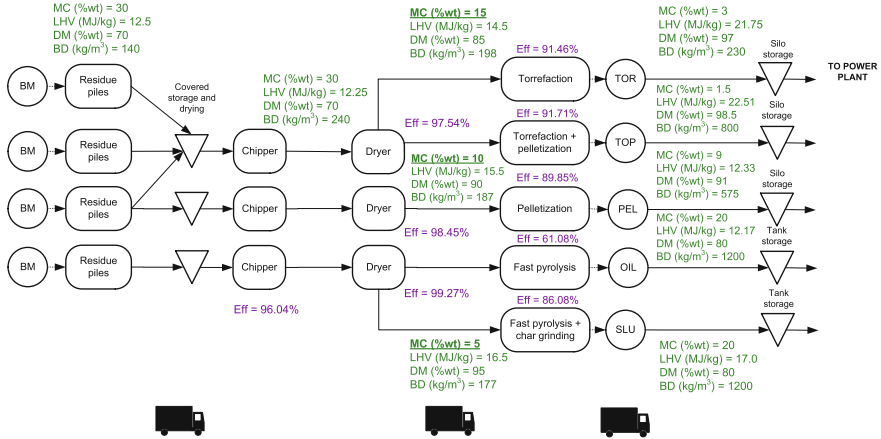 MC (%wt) = 30
LHV (MJ/kg) = 12.5
DM (%wt) = 70
BD (kg/m³) = 140
MC (%wt) = 15
LHV (MJ/kg) = 14.5
DM (%wt) = 85
BD (kg/m³) = 198
MC (%wt) = 3
LHV (MJ/kg) = 21.75
DM (%wt) = 97
BD (kg/m³) = 230
Eff = 91.46%
Silo
storage
TO POWER
PLANT
BM
Residue
piles
Covered
storage and
drying
MC (%wt) = 30
LHV (MJ/kg) = 12.25
DM (%wt) = 70
BD (kg/m³) = 240
Torrefaction
TOR
MC (%wt) = 1.5
LHV (MJ/kg) = 22.51
DM (%wt) = 98.5
BD (kg/m³) = 800
Silo
storage
Eff = 97.54%
Eff = 91.71%
BM
Residue
piles
Chipper
Dryer
Torrefaction +
pelletization
TOP
MC (%wt) = 10
LHV (MJ/kg) = 15.5
DM (%wt) = 90
BD (kg/m³) = 187
Eff = 89.85%
MC (%wt) = 9
LHV (MJ/kg) = 12.33
DM (%wt) = 91
BD (kg/m³) = 575
Silo
storage
BM
Residue
piles
Chipper
Dryer
Pelletization
PEL
Eff = 98.45%
Eff = 61.08%
MC (%wt) = 20
LHV (MJ/kg) = 12.17
DM (%wt) = 80
BD (kg/m³) = 1200
Tank
storage
BM
Residue
piles
Chipper
Dryer
Fast pyrolysis
OIL
Eff = 96.04%
Eff = 99.27%
Eff = 86.08%
Tank
storage
Fast pyrolysis +
char grinding
SLU
MC (%wt) = 5
LHV (MJ/kg) = 16.5
DM (%wt) = 95
BD (kg/m³) = 177
MC (%wt) = 20
LHV (MJ/kg) = 17.0
DM (%wt) = 80
BD (kg/m³) = 1200